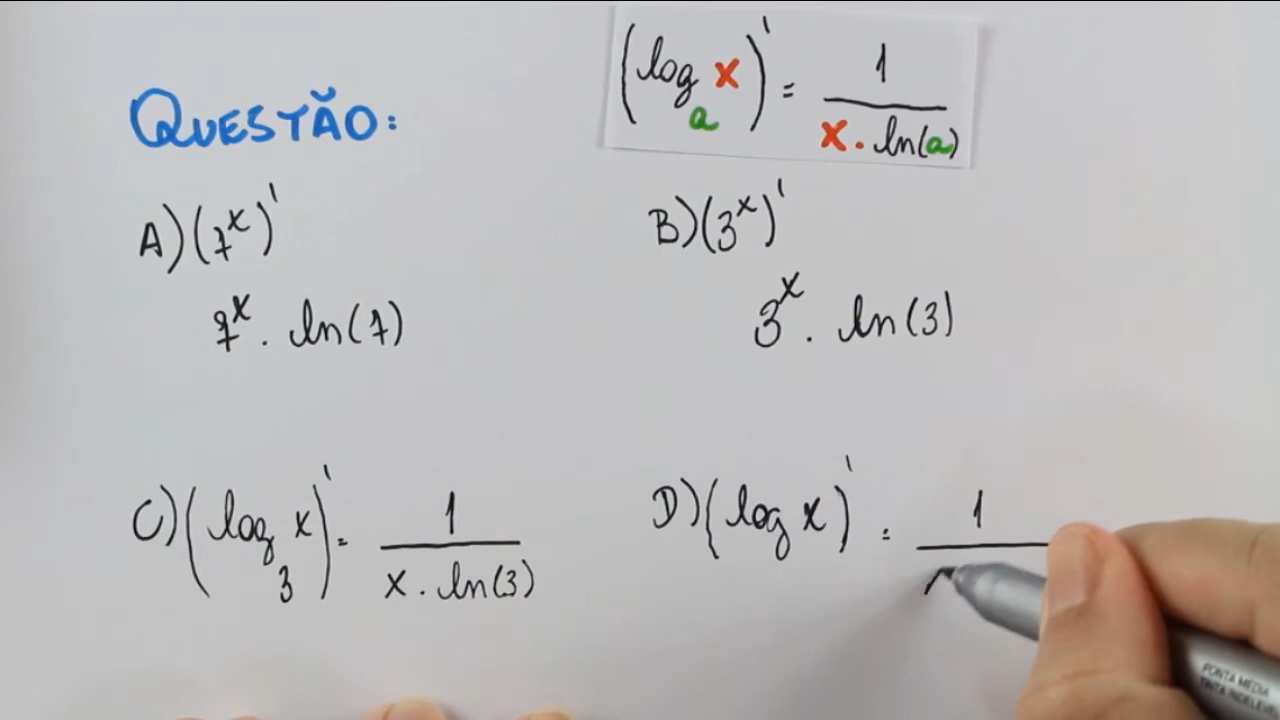 (log_a x)' = 1 / (x . ln(a))
QUESTÃO:
A) (7^x)'
7^x . ln(7)
B) (3^x)'
3^x . ln(3)
C) (log_3 x)' = 1 / (x . ln(3))
D) (log x)' = 1
PONTA MÉDIA